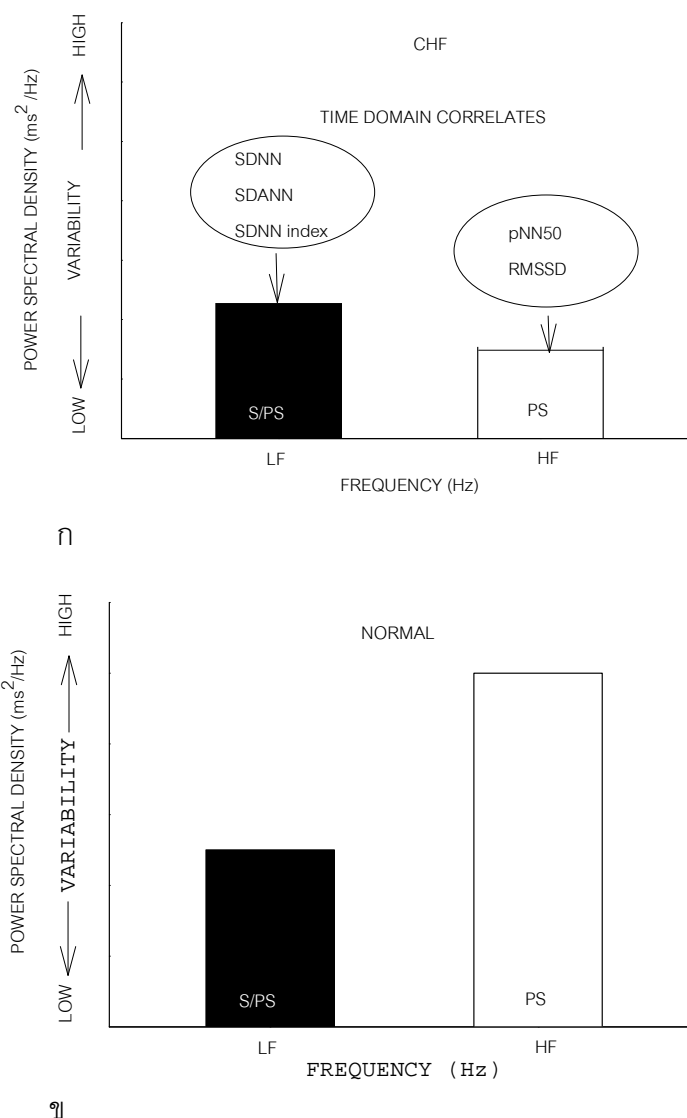 CHF
TIME DOMAIN CORRELATES
POWER SPECTRAL DENSITY (ms2 /Hz)
LOW VARIABILITY HIGH
SDNN
SDANN
SDNN index
pNN50
RMSSD
S/PS
PS
LF HF
FREQUENCY (Hz)
ก
NORMAL
POWER SPECTRAL DENSITY (ms2/Hz)
LOW VARIABILITY HIGH
S/PS PS
LF HF
FREQUENCY (Hz)
ข